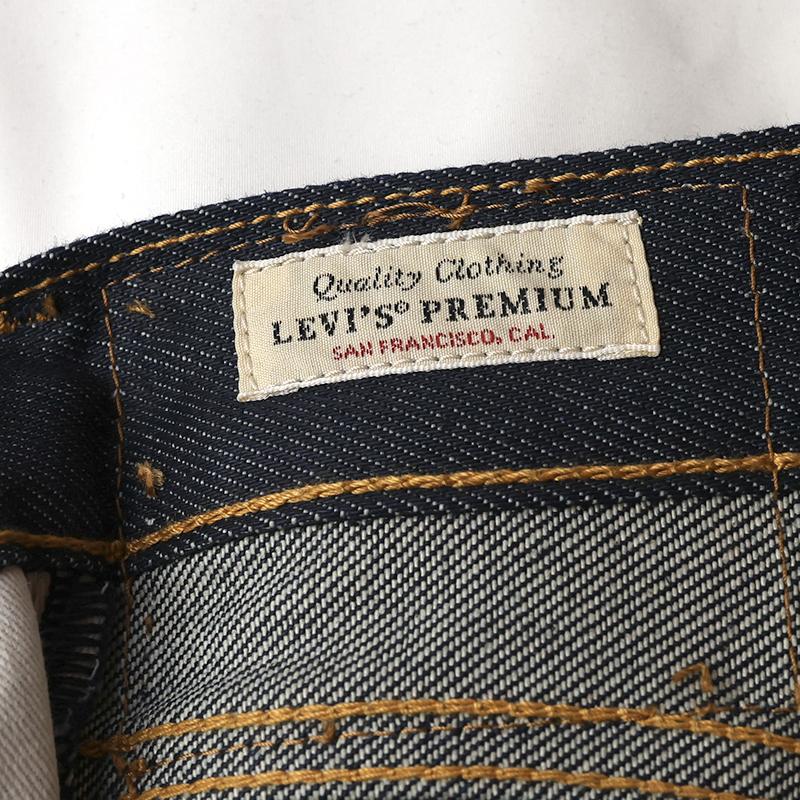 Quality Clothing
LEVI'S® PREMIUM
SAN FRANCISCO, CAL.